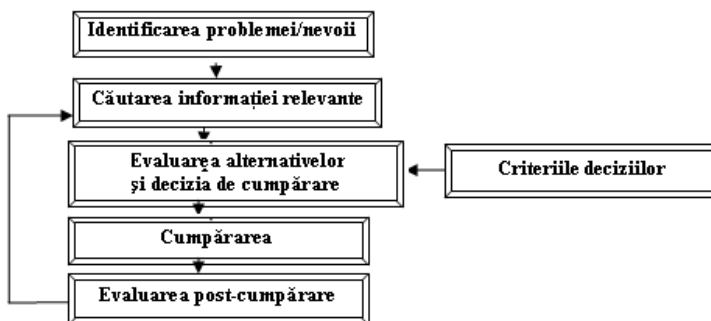 Identificarea problemei/nevoii
Căutarea informației relevante
Evaluarea alternativelor
și decizia de cumpărare
Criteriile deciziilor
Cumpărarea
Evaluarea post-cumpărare